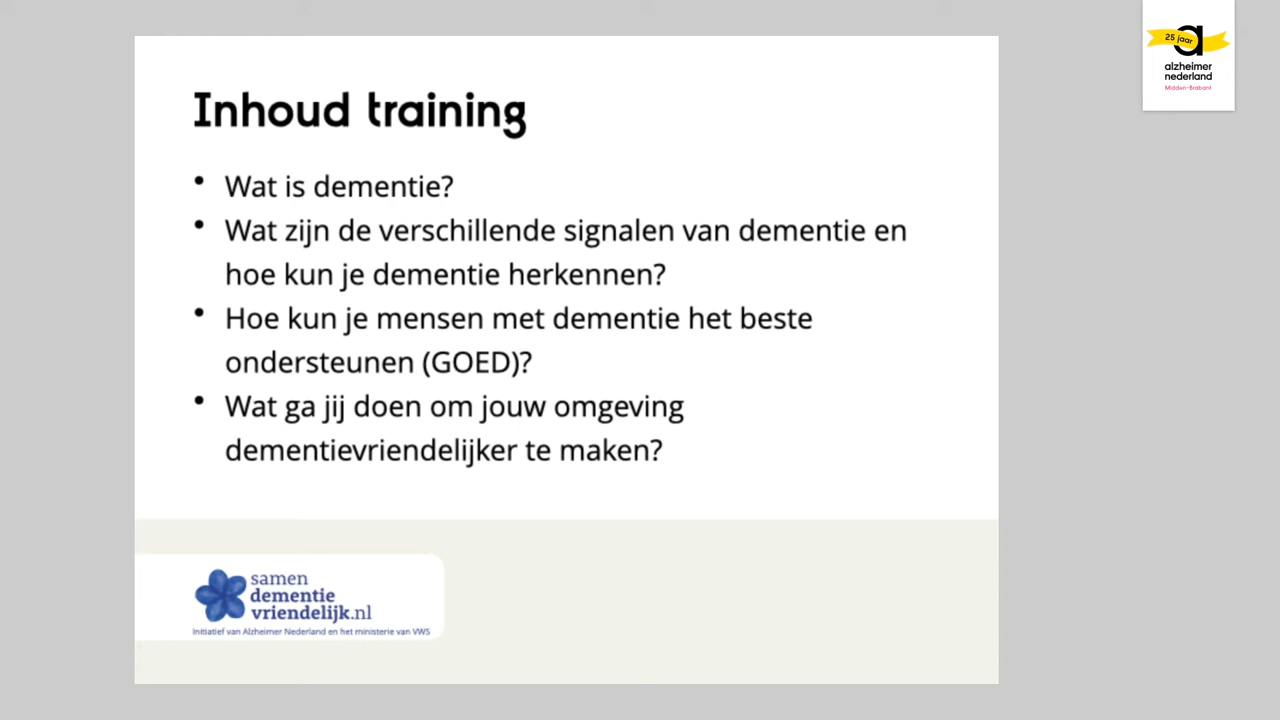 25 jaar
a
alzheimer
nederland
Midden-Brabant
Inhoud training
• Wat is dementie?
• Wat zijn de verschillende signalen van dementie en
hoe kun je dementie herkennen?
• Hoe kun je mensen met dementie het beste
ondersteunen (GOED)?
• Wat ga jij doen om jouw omgeving
dementievriendelijker te maken?
samen
dementie
vriendelijk.nl
Initiatief van Alzheimer Nederland en het ministerie van VWS